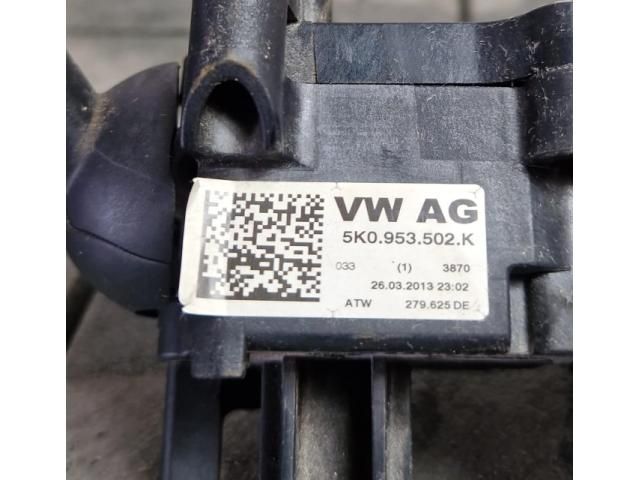 VW AG
5K0.953.502.K
033 (1) 3870
26.03.2013 23:02
ATW 279.625 DE